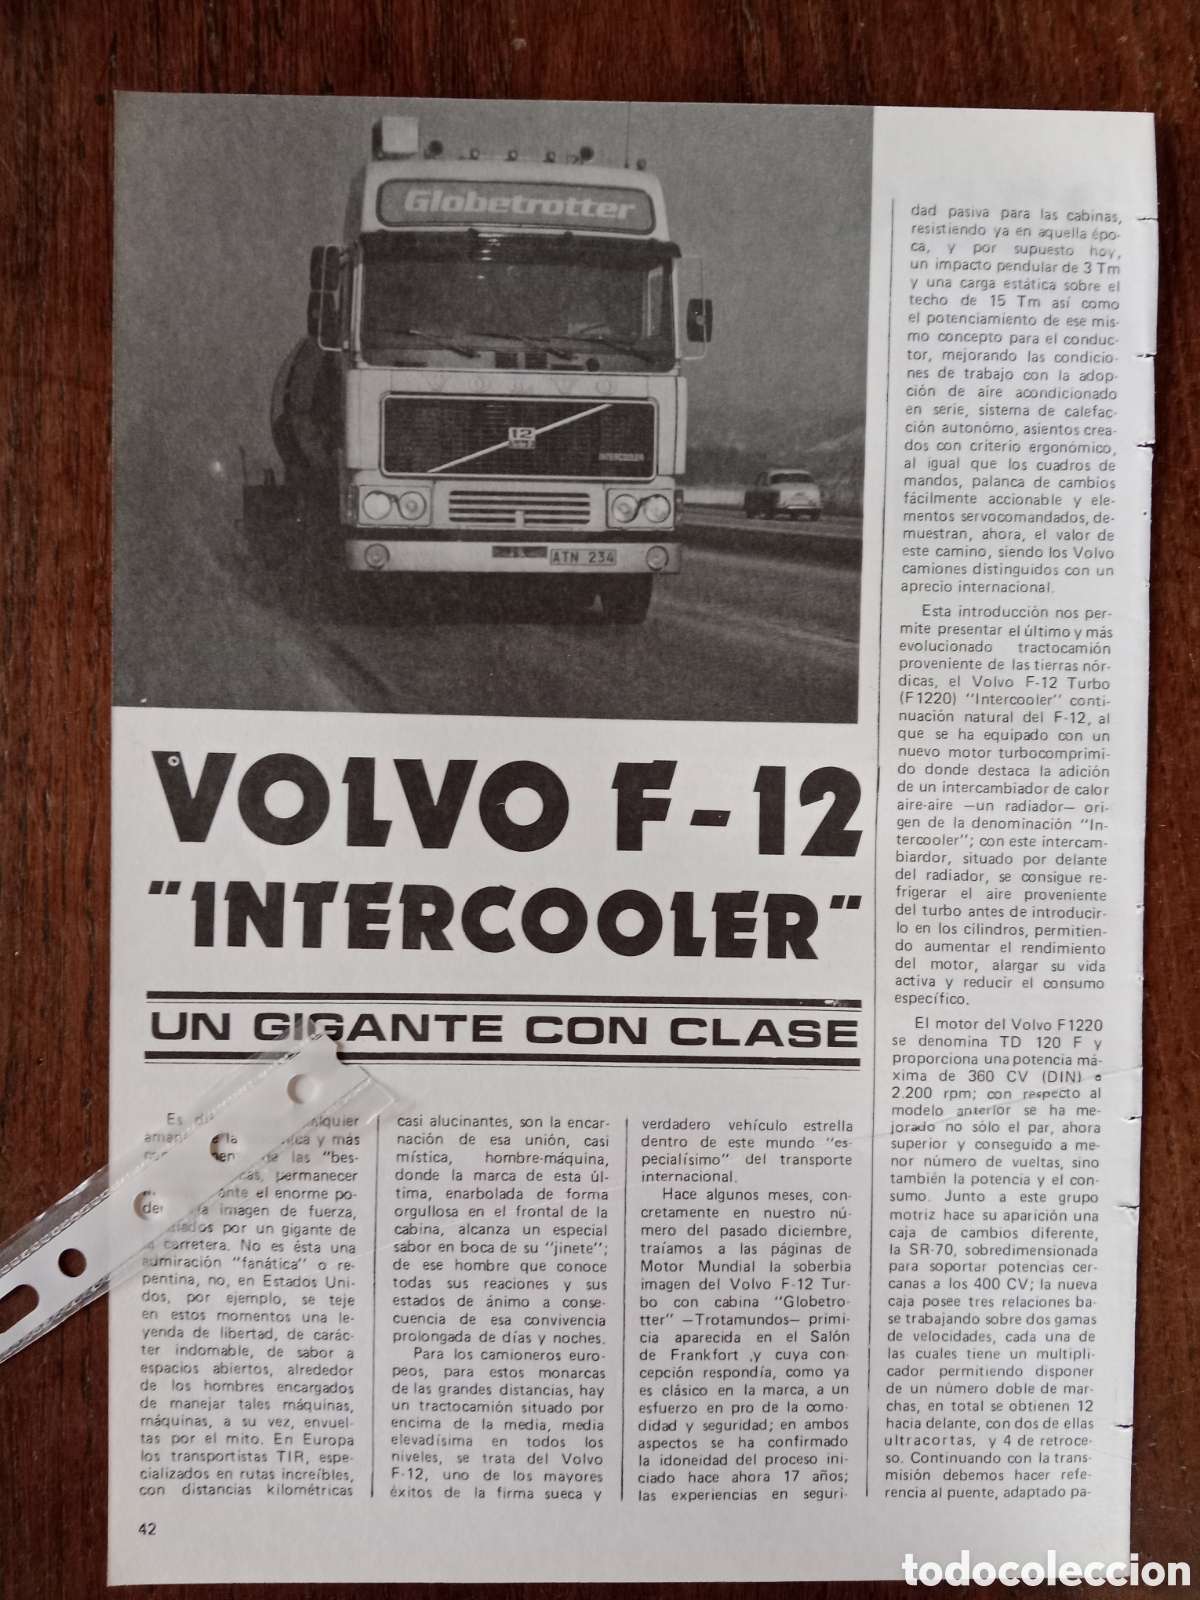 Globetrotter
VOLVO
12
INTERCOOLER
ATN 234
VOLVO F-12
"INTERCOOLER"
UN GIGANTE CON CLASE
Es
aman
y más
las "bes-
permanecer
el enorme po-
imagen de fuerza,
por un gigante de
carretera. No es ésta una
admiración "fanática" o re-
pentina, no, en Estados Uni-
dos, por ejemplo, se teje
en estos momentos una le-
yenda de libertad, de carác-
ter indomable, de sabor a
espacios abiertos, alrededor
de los hombres encargados
de manejar tales máquinas,
máquinas, a su vez, envuel-
tas por el mito. En Europa
los transportistas TIR, espe-
cializados en rutas increíbles,
con distancias kilométricas
casi alucinantes, son la encar-
nación de esa unión, casi
mística, hombre-máquina,
donde la marca de esta úl-
tima, enarbolada de forma
orgullosa en el frontal de la
cabina, alcanza un especial
sabor en boca de su "jinete";
de ese hombre que conoce
todas sus reaciones y sus
estados de ánimo a conse-
cuencia de esa convivencia
prolongada de días y noches.
Para los camioneros euro-
peos, para estos monarcas
de las grandes distancias, hay
un tractocamión situado por
encima de la media, media
elevadísima en todos los
niveles, se trata del Volvo
F-12, uno de los mayores
éxitos de la firma sueca y
verdadero vehículo estrella
dentro de este mundo "es-
pecialísimo" del transporte
internacional.
Hace algunos meses, con-
cretamente en nuestro nú-
mero del pasado diciembre,
traíamos a las páginas de
Motor Mundial la soberbia
imagen del Volvo F-12 Tur-
bo con cabina "Globetro-
tter" —Trotamundos— primi-
cia aparecida en el Salón
de Frankfort y cuya con-
cepción respondía, como ya
es clásico en la marca, a un
esfuerzo en pro de la como-
didad y seguridad; en ambos
aspectos se ha confirmado
la idoneidad del proceso ini-
ciado hace ahora 17 años;
las experiencias en seguri-
dad pasiva para las cabinas,
resistiendo ya en aquella épo-
ca, y por supuesto hoy,
un impacto pendular de 3 Tm
y una carga estática sobre el
techo de 15 Tm así como
el potenciamiento de ese mis-
mo concepto para el conduc-
tor, mejorando las condicio-
nes de trabajo con la adop-
ción de aire acondicionado
en serie, sistema de calefac-
ción autonómo, asientos crea-
dos con criterio ergonómico,
al igual que los cuadros de
mandos, palanca de cambios
fácilmente accionable y ele-
mentos servocomandados, de-
muestran, ahora, el valor de
este camino, siendo los Volvo
camiones distinguidos con un
aprecio internacional.
Esta introducción nos per-
mite presentar el último y más
evolucionado tractocamión
proveniente de las tierras nór-
dicas, el Volvo F-12 Turbo
(F1220) "Intercooler" conti-
nuación natural del F-12, al
que se ha equipado con un
nuevo motor turbocomprimi-
do donde destaca la adición
de un intercambiador de calor
aire-aire —un radiador— ori-
gen de la denominación "In-
tercooler"; con este intercam-
biardor, situado por delante
del radiador, se consigue re-
frigerar el aire proveniente
del turbo antes de introducir-
lo en los cilindros, permitien-
do aumentar el rendimiento
del motor, alargar su vida
activa y reducir el consumo
específico.
El motor del Volvo F1220
se denomina TD 120 F y
proporciona una potencia má-
xima de 360 CV (DIN) a
2.200 rpm; con respecto al
modelo anterior se ha me-
jorado no sólo el par, ahora
superior y conseguido a me-
nor número de vueltas, sino
también la potencia y el con-
sumo. Junto a este grupo
motriz hace su aparición una
caja de cambios diferente,
la SR-70, sobredimensionada
para soportar potencias cer-
canas a los 400 CV; la nueva
caja posee tres relaciones ba-
se trabajando sobre dos gamas
de velocidades, cada una de
las cuales tiene un multipli-
cador permitiendo disponer
de un número doble de mar-
chas, en total se obtienen 12
hacia delante, con dos de ellas
ultracortas, y 4 de retroce-
so. Continuando con la trans-
misión debemos hacer refe-
rencia al puente, adaptado pa-
42
todocoleccion